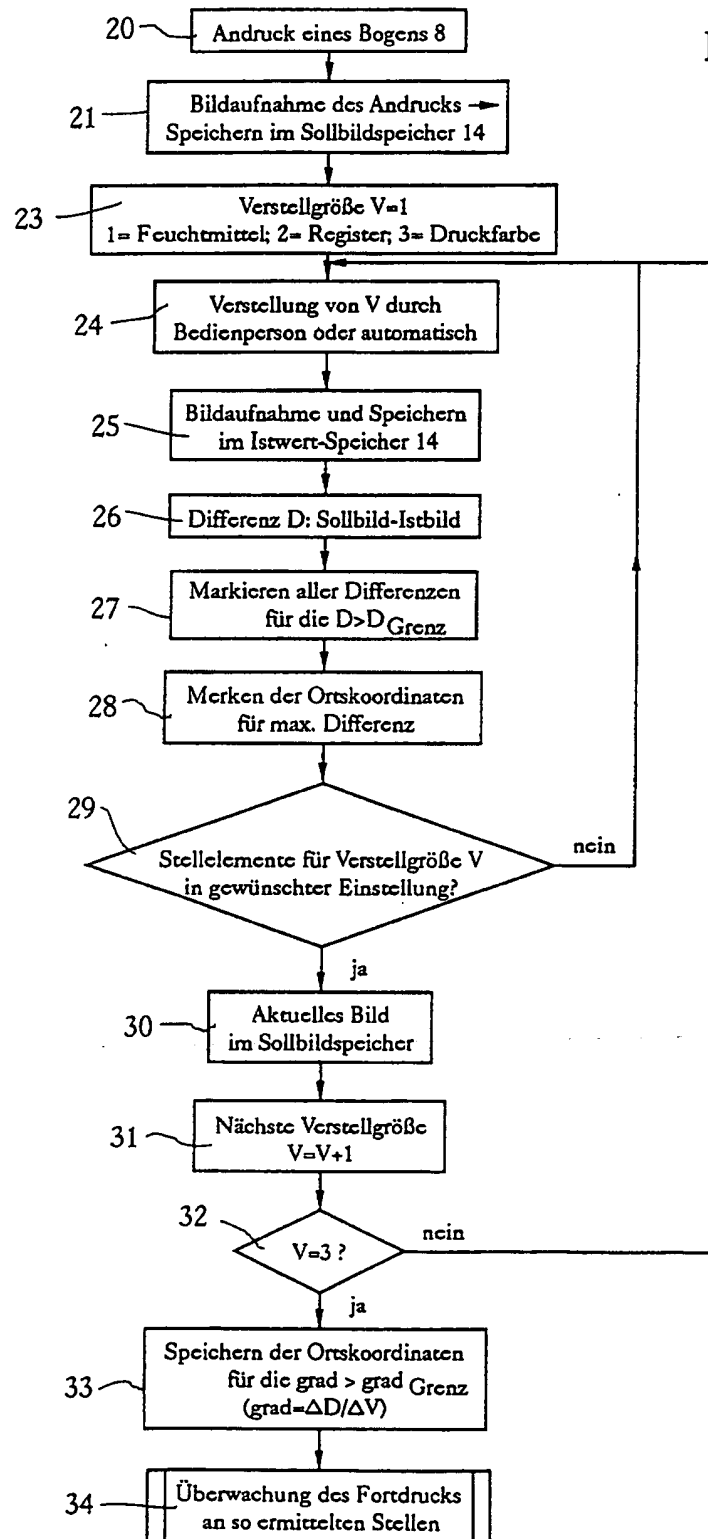 20
Andruck eines Bogens 8
21
Bildaufnahme des Andrucks →
Speichern im Sollbildspeicher 14
23
Verstellgröße V=1
1= Feuchtmittel; 2= Register; 3= Druckfarbe
24
Verstellung von V durch
Bedienperson oder automatisch
25
Bildaufnahme und Speichern
im Istwert-Speicher 14
26
Differenz D: Sollbild-Istbild
27
Markieren aller Differenzen
für die D>D Grenz
28
Merken der Ortskoordinaten
für max. Differenz
29
Stellelemente für Verstellgröße V
in gewünschter Einstellung?
nein
ja
30
Aktuelles Bild
im Sollbildspeicher
31
Nächste Verstellgröße
V=V+1
32
V=3 ?
nein
ja
33
Speichern der Ortskoordinaten
für die grad > grad Grenz
(grad=ΔD/ΔV)
34
Überwachung des Fortdrucks
an so ermittelten Stellen